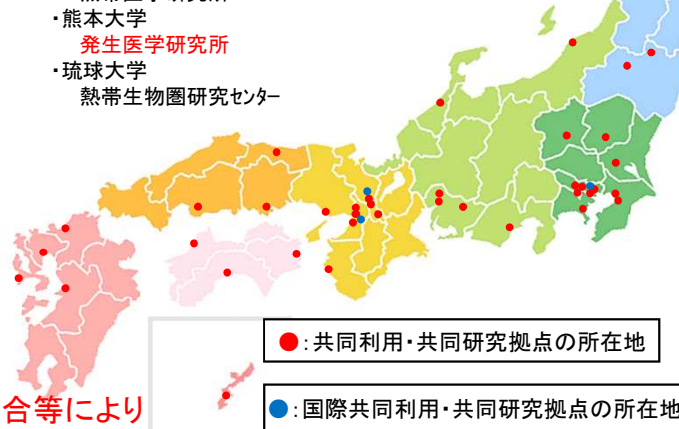 ・熊本大学
発生医学研究所
・琉球大学
熱帯生物圏研究センター
●：共同利用・共同研究拠点の所在地
合等により
●：国際共同利用・共同研究拠点の所在地